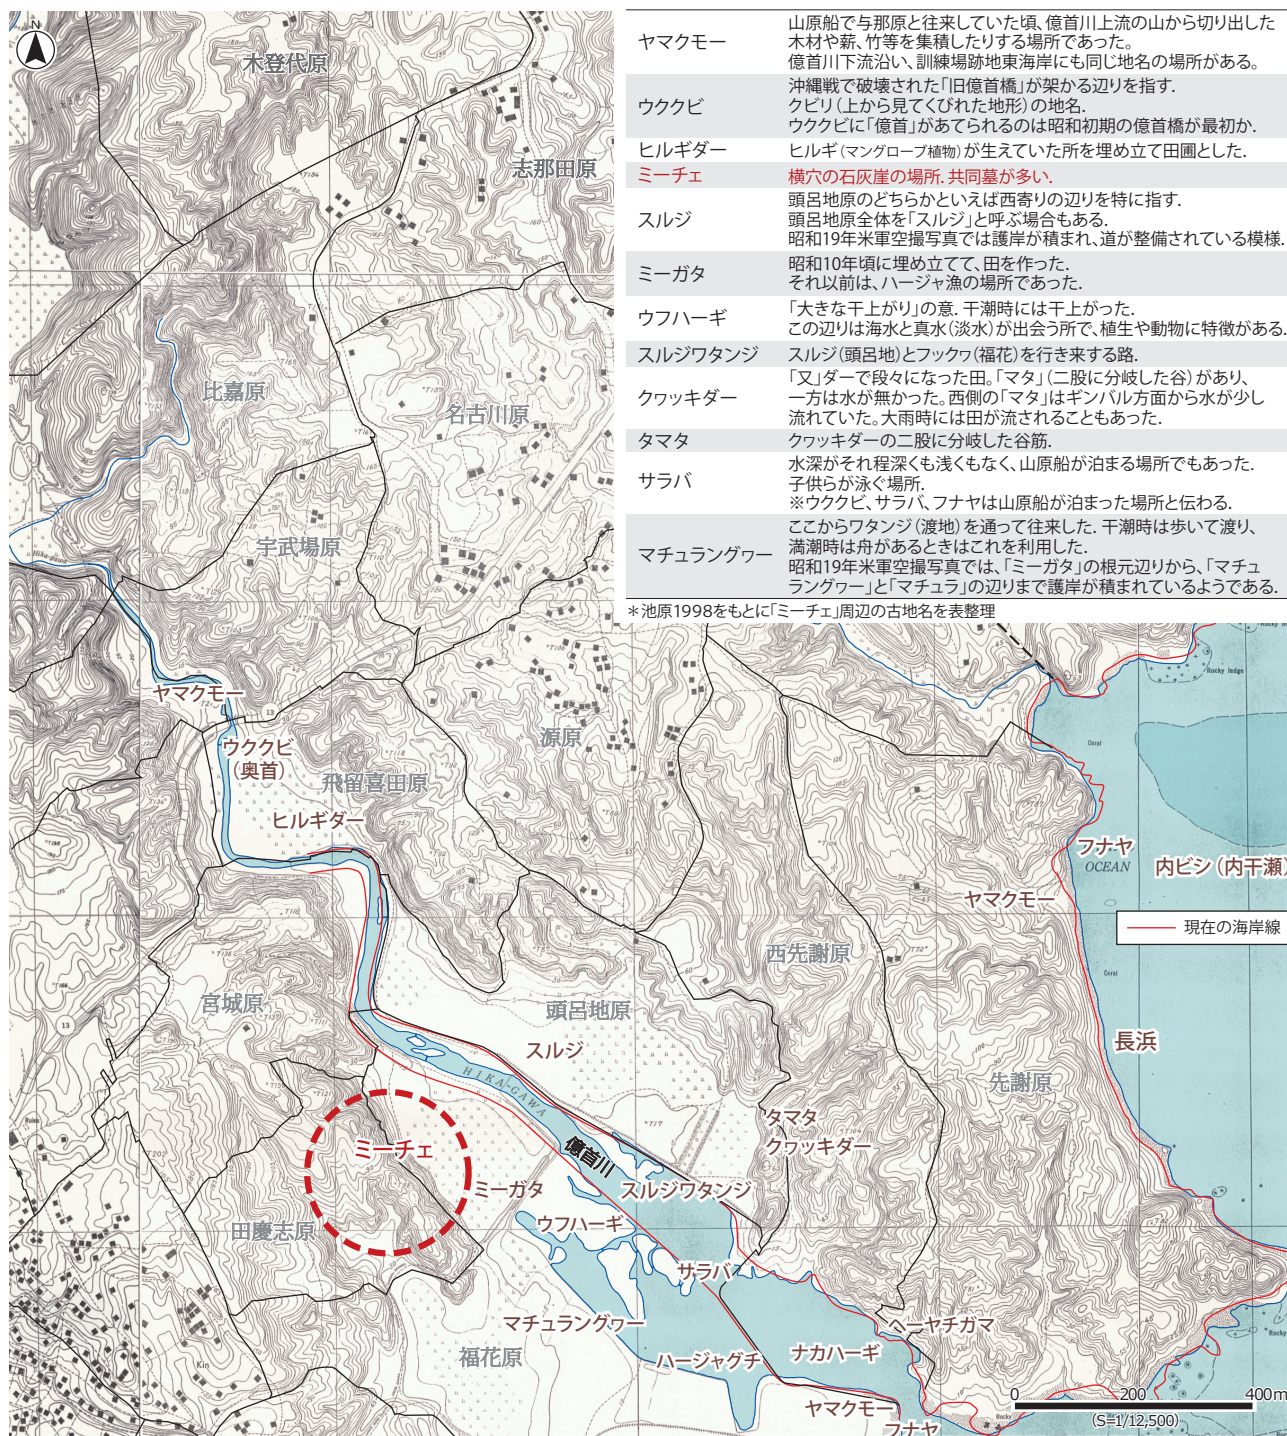 ヤマクモー
山原船で与那原と往来していた頃、億首川上流の山から切り出した
木材や薪、竹等を集積したりする場所であった。
億首川下流沿い、訓練場跡地東海岸にも同じ地名の場所がある。
ウククビ
沖縄戦で破壊された「旧億首橋」が架かる辺りを指す.
クビリ(上から見てくびれた地形)の地名.
ウククビに「億首」があてられるのは昭和初期の億首橋が最初か.
ヒルギダー
ヒルギ(マングローブ植物)が生えていた所を埋め立て田圃とした.
ミーチェ
横穴の石灰崖の場所. 共同墓が多い.
スルジ
頭呂地原のどちらかといえば西寄りの辺りを特に指す.
頭呂地原全体を「スルジ」と呼ぶ場合もある.
昭和19年米軍空撮写真では護岸が積まれ、道が整備されている模様.
ミーガタ
昭和10年頃に埋め立てて、田を作った.
それ以前は、ハージャ漁の場所であった.
ウフハーギ
「大きな干上がり」の意. 干潮時には干上がった.
この辺りは海水と真水(淡水)が出会う所で、植生や動物に特徴がある.
スルジワタンジ
スルジ(頭呂地)とフックヮ(福花)を行き来する路.
クヮッキダー
「又」ダーで段々になった田。「マタ」(二股に分岐した谷)があり、
一方は水が無かった。西側の「マタ」はギンバル方面から水が少し
流れていた。大雨時には田が流されることもあった.
タマタ
クヮッキダーの二股に分岐した谷筋.
サラバ
水深がそれ程深くも浅くもなく、山原船が泊まる場所でもあった.
子供らが泳ぐ場所.
※ウククビ、サラバ、フナヤは山原船が泊まった場所と伝わる.
マチュラングヮー
ここからワタンジ(渡地)を通って往来した. 干潮時は歩いて渡り、
満潮時は舟があるときはこれを利用した.
昭和19年米軍空撮写真では、「ミーガタ」の根元辺りから、「マチュ
ラングヮー」と「マチュラ」の辺りまで護岸が積まれているようである.
*池原1998をもとに「ミーチェ」周辺の古地名を表整理
N
木登代原
志那田原
比嘉原
名古川原
宇武場原
Hika-gawa
ヤマクモー
13
ウククビ
(奥首)
飛留喜田原
源原
ヒルギダー
Rocky ledge
Coral
フナヤ
OCEAN
内ビシ(内干瀬)
ヤマクモー
現在の海岸線
西先謝原
Coral
宮城原
頭呂地原
13
スルジ
長浜
HIKA-GAWA
先謝原
タマタ
クヮッキダー
億首川
ミーチェ
ミーガタ
スルジワタンジ
ウフハーギ
田慶志原
サラバ
マチュラングヮー
ヘーヤチガマ
福花原
ハージャグチ
ナカハーギ
Kin
ヤマクモー
フナヤ
0 200 400m
(S=1/12,500)